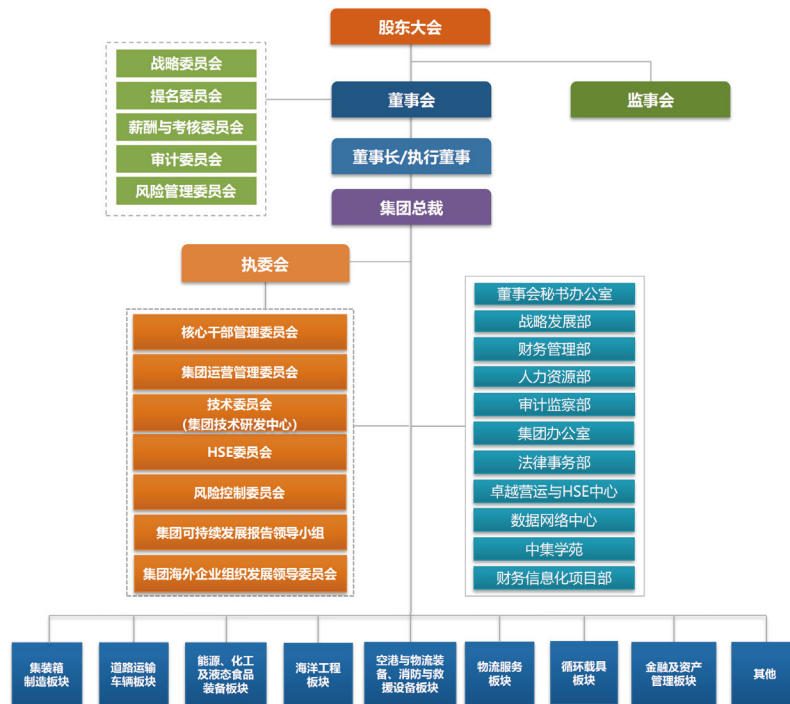 股东大会
战略委员会
提名委员会
薪酬与考核委员会
审计委员会
风险管理委员会
董事会
监事会
董事长/执行董事
集团总裁
执委会
核心干部管理委员会
集团运营管理委员会
技术委员会
(集团技术研发中心)
HSE委员会
风险控制委员会
集团可持续发展报告领导小组
集团海外企业组织发展领导委员会
董事会秘书办公室
战略发展部
财务管理部
人力资源部
审计监察部
集团办公室
法律事务部
卓越营运与HSE中心
数据网络中心
中集学苑
财务信息化项目部
集装箱
制造板块
道路运输
车辆板块
能源、化工
及液态食品
装备板块
海洋工程
板块
空港与物流装
备、消防与救
援设备板块
物流服务
板块
循环载具
板块
金融及资产
管理板块
其他